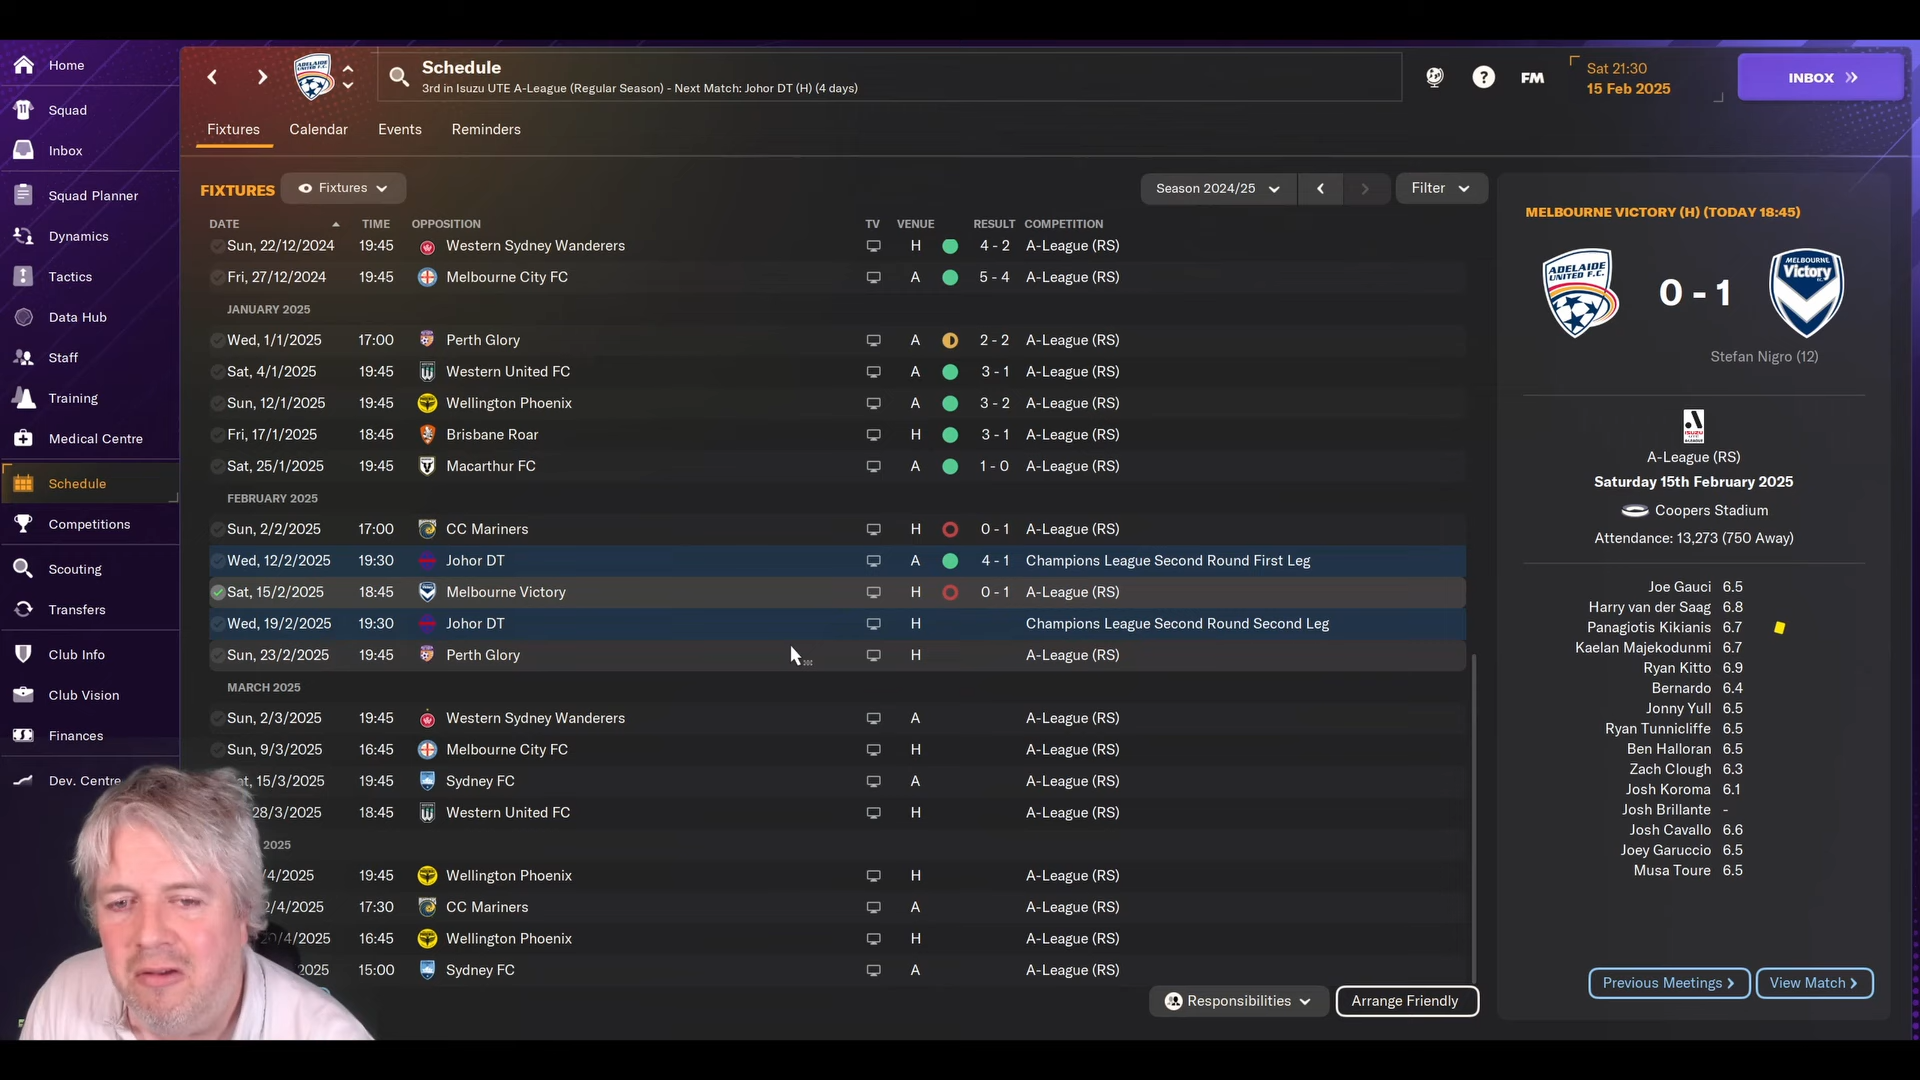 Home
Squad
Inbox
Squad Planner
Dynamics
Tactics
Data Hub
Staff
Training
Medical Centre
Schedule
Competitions
Scouting
Transfers
Club Info
Club Vision
Finances
Dev. Centre
ADELAIDE UNITED F.C.
Schedule
3rd in Isuzu UTE A-League (Regular Season) - Next Match: Johor DT (H) (4 days)
? FM
Sat 21:30
15 Feb 2025
INBOX
Fixtures Calendar Events Reminders
FIXTURES Fixtures
Season 2024/25 Filter
DATE TIME OPPOSITION TV VENUE RESULT COMPETITION
Sun, 22/12/2024 19:45 Western Sydney Wanderers H 4 - 2 A-League (RS)
Fri, 27/12/2024 19:45 Melbourne City FC A 5 - 4 A-League (RS)
JANUARY 2025
Wed, 1/1/2025 17:00 Perth Glory A 2 - 2 A-League (RS)
Sat, 4/1/2025 19:45 Western United FC A 3 - 1 A-League (RS)
Sun, 12/1/2025 19:45 Wellington Phoenix A 3 - 2 A-League (RS)
Fri, 17/1/2025 18:45 Brisbane Roar H 3 - 1 A-League (RS)
Sat, 25/1/2025 19:45 Macarthur FC A 1 - 0 A-League (RS)
FEBRUARY 2025
Sun, 2/2/2025 17:00 CC Mariners H 0 - 1 A-League (RS)
Wed, 12/2/2025 19:30 Johor DT A 4 - 1 Champions League Second Round First Leg
Sat, 15/2/2025 18:45 Melbourne Victory H 0 - 1 A-League (RS)
Wed, 19/2/2025 19:30 Johor DT H Champions League Second Round Second Leg
Sun, 23/2/2025 19:45 Perth Glory H A-League (RS)
MARCH 2025
Sun, 2/3/2025 19:45 Western Sydney Wanderers A A-League (RS)
Sun, 9/3/2025 16:45 Melbourne City FC H A-League (RS)
15/3/2025 19:45 Sydney FC A A-League (RS)
28/3/2025 18:45 Western United FC H A-League (RS)
2025
/4/2025 19:45 Wellington Phoenix H A-League (RS)
2/4/2025 17:30 CC Mariners A A-League (RS)
20/4/2025 16:45 Wellington Phoenix H A-League (RS)
2025 15:00 Sydney FC A A-League (RS)
Responsibilities Arrange Friendly
MELBOURNE VICTORY (H) (TODAY 18:45)
ADELAIDE UNITED F.C. 0 - 1 MELBOURNE Victory
Stefan Nigro (12)
A-League (RS)
Saturday 15th February 2025
Coopers Stadium
Attendance: 13,273 (750 Away)
Joe Gauci 6.5
Harry van der Saag 6.8
Panagiotis Kikianis 6.7
Kaelan Majekodunmi 6.7
Ryan Kitto 6.9
Bernardo 6.4
Jonny Yull 6.5
Ryan Tunnicliffe 6.5
Ben Halloran 6.5
Zach Clough 6.3
Josh Koroma 6.1
Josh Brillante -
Josh Cavallo 6.6
Joey Garuccio 6.5
Musa Toure 6.5
Previous Meetings View Match